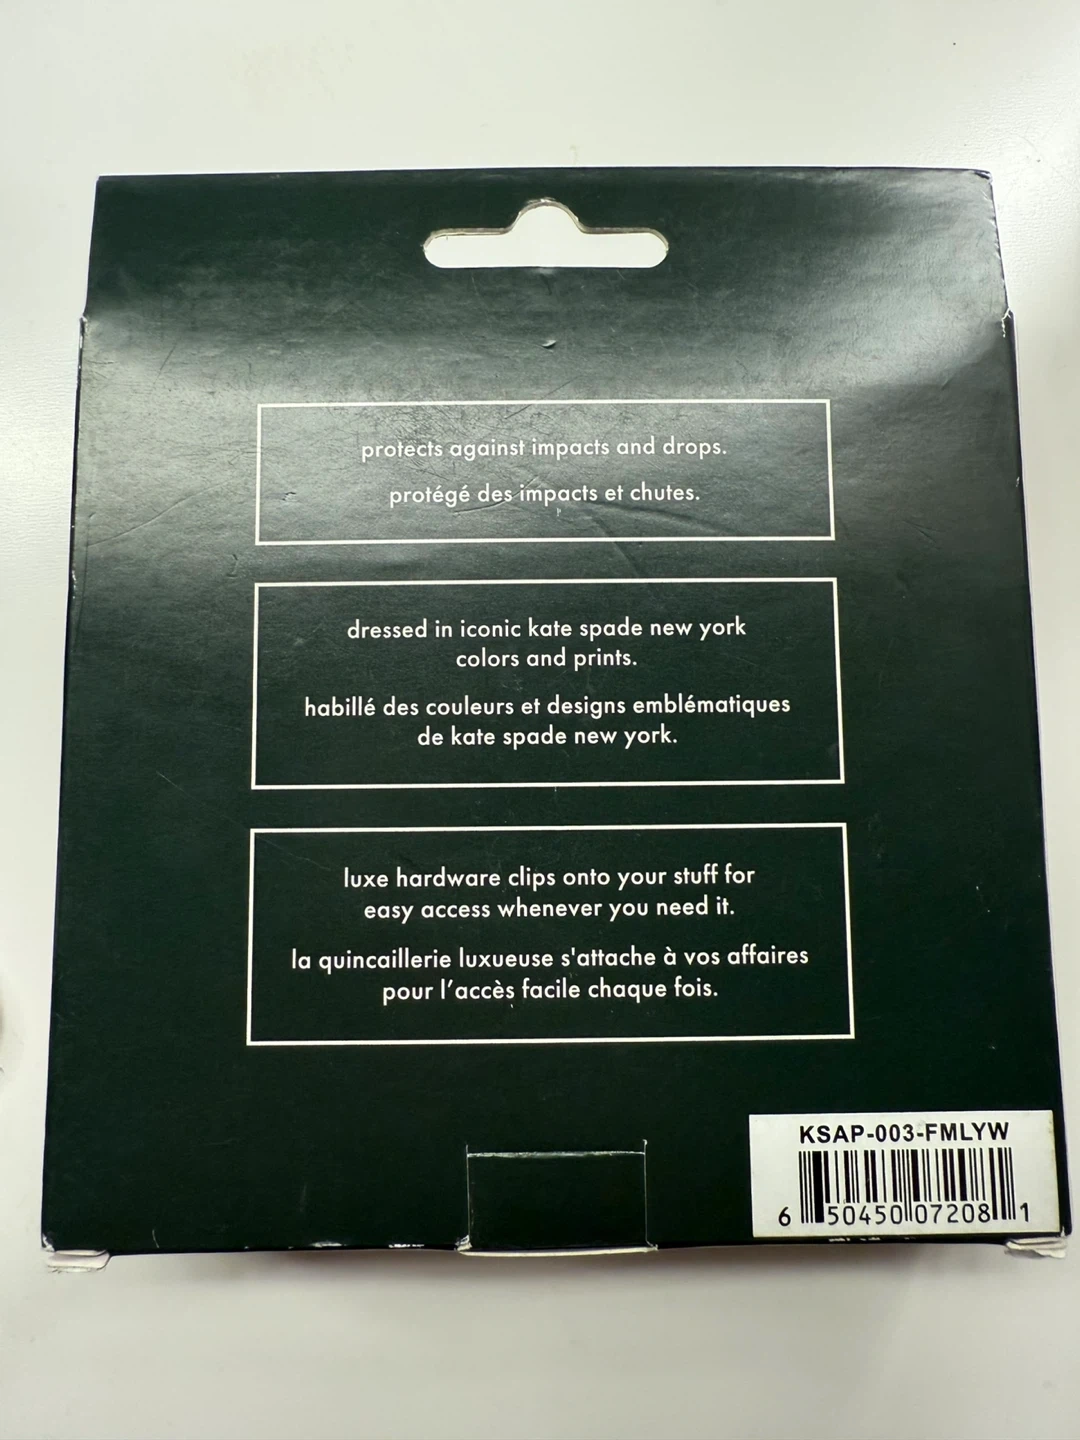 protects against impacts and drops.
protégé des impacts et chutes.
dressed in iconic kate spade new york
colors and prints.
habillé des couleurs et designs emblématiques
de kate spade new york.
luxe hardware clips onto your stuff for
easy access whenever you need it.
la quincaillerie luxueuse s'attache à vos affaires
pour l’accès facile chaque fois.
KSAP-003-FMLYW
6 50450 07208 1